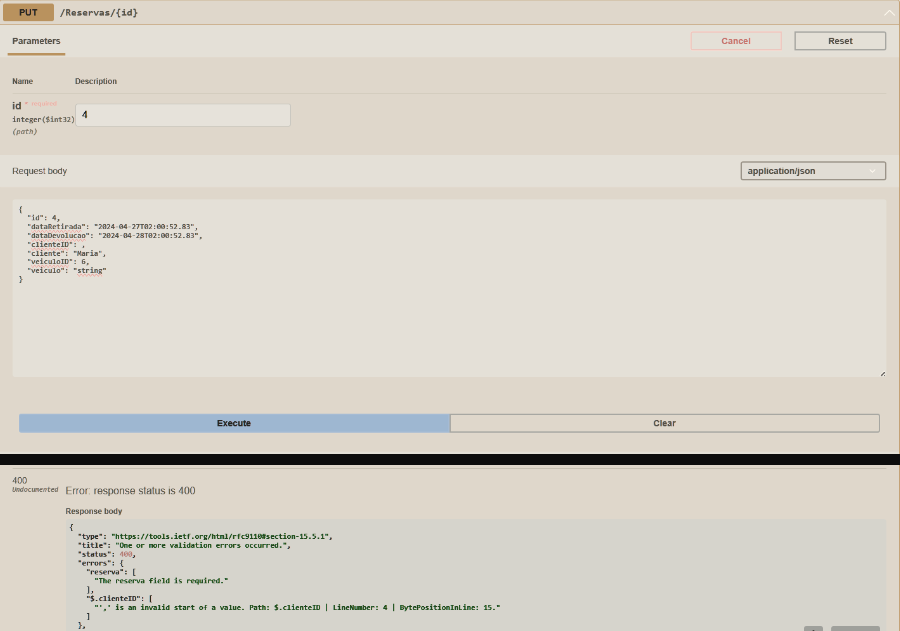 PUT /Reservas/{id}
Parameters
Cancel
Reset
Name Description
id * required
integer($int32)
(path)
4
Request body
application/json
{
"id": 4,
"dataRetirada": "2024-04-27T02:00:52.83",
"dataDevolucao": "2024-04-28T02:00:52.83",
"clienteID": ,
"cliente": "Maria",
"veiculoID": 6,
"veiculo": "string"
}
Execute
Clear
400
Undocumented
Error: response status is 400
Response body
{
"type": "https://tools.ietf.org/html/rfc9110#section-15.5.1",
"title": "One or more validation errors occurred.",
"status": 400,
"errors": {
"reserva": [
"The reserva field is required."
],
"$.clienteID": [
"',' is an invalid start of a value. Path: $.clienteID | LineNumber: 4 | BytePositionInLine: 15."
]
},